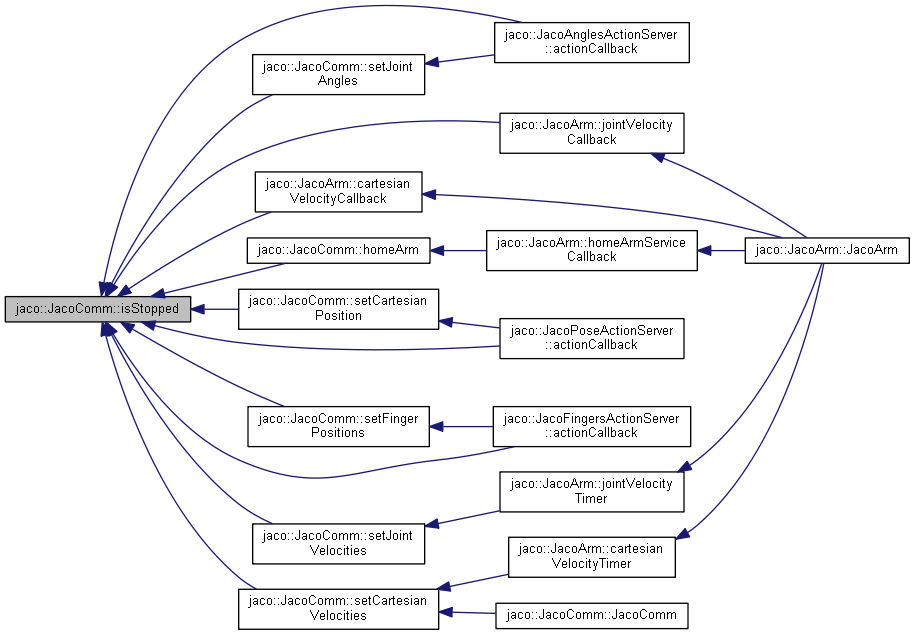 jaco::JacoAnglesActionServer
::actionCallback
jaco::JacoComm::setJoint
Angles
jaco::JacoArm::jointVelocity
Callback
jaco::JacoArm::cartesian
VelocityCallback
jaco::JacoComm::homeArm
jaco::JacoArm::homeArmService
Callback
jaco::JacoArm::JacoArm
jaco::JacoComm::isStopped
jaco::JacoComm::setCartesian
Position
jaco::JacoPoseActionServer
::actionCallback
jaco::JacoComm::setFinger
Positions
jaco::JacoFingersActionServer
::actionCallback
jaco::JacoArm::jointVelocity
Timer
jaco::JacoComm::setJoint
Velocities
jaco::JacoArm::cartesian
VelocityTimer
jaco::JacoComm::setCartesian
Velocities
jaco::JacoComm::JacoComm